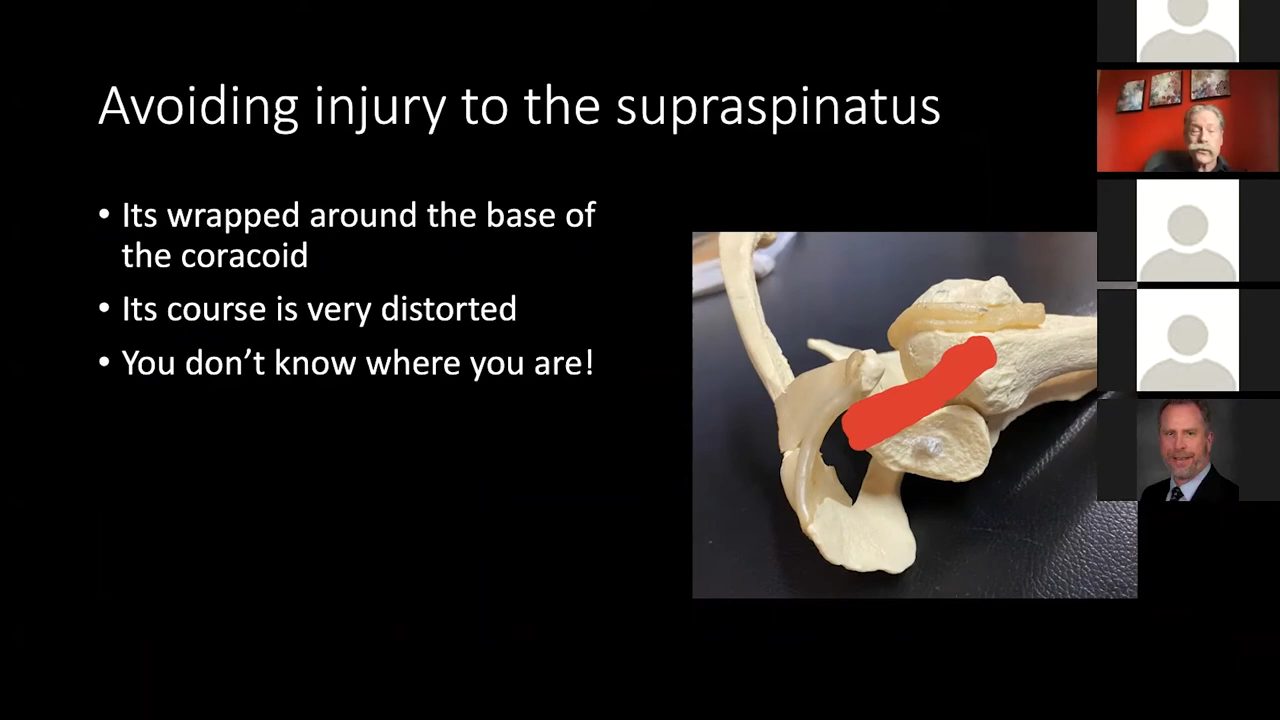 Avoiding injury to the supraspinatus
• Its wrapped around the base of
the coracoid
• Its course is very distorted
• You don’t know where you are!